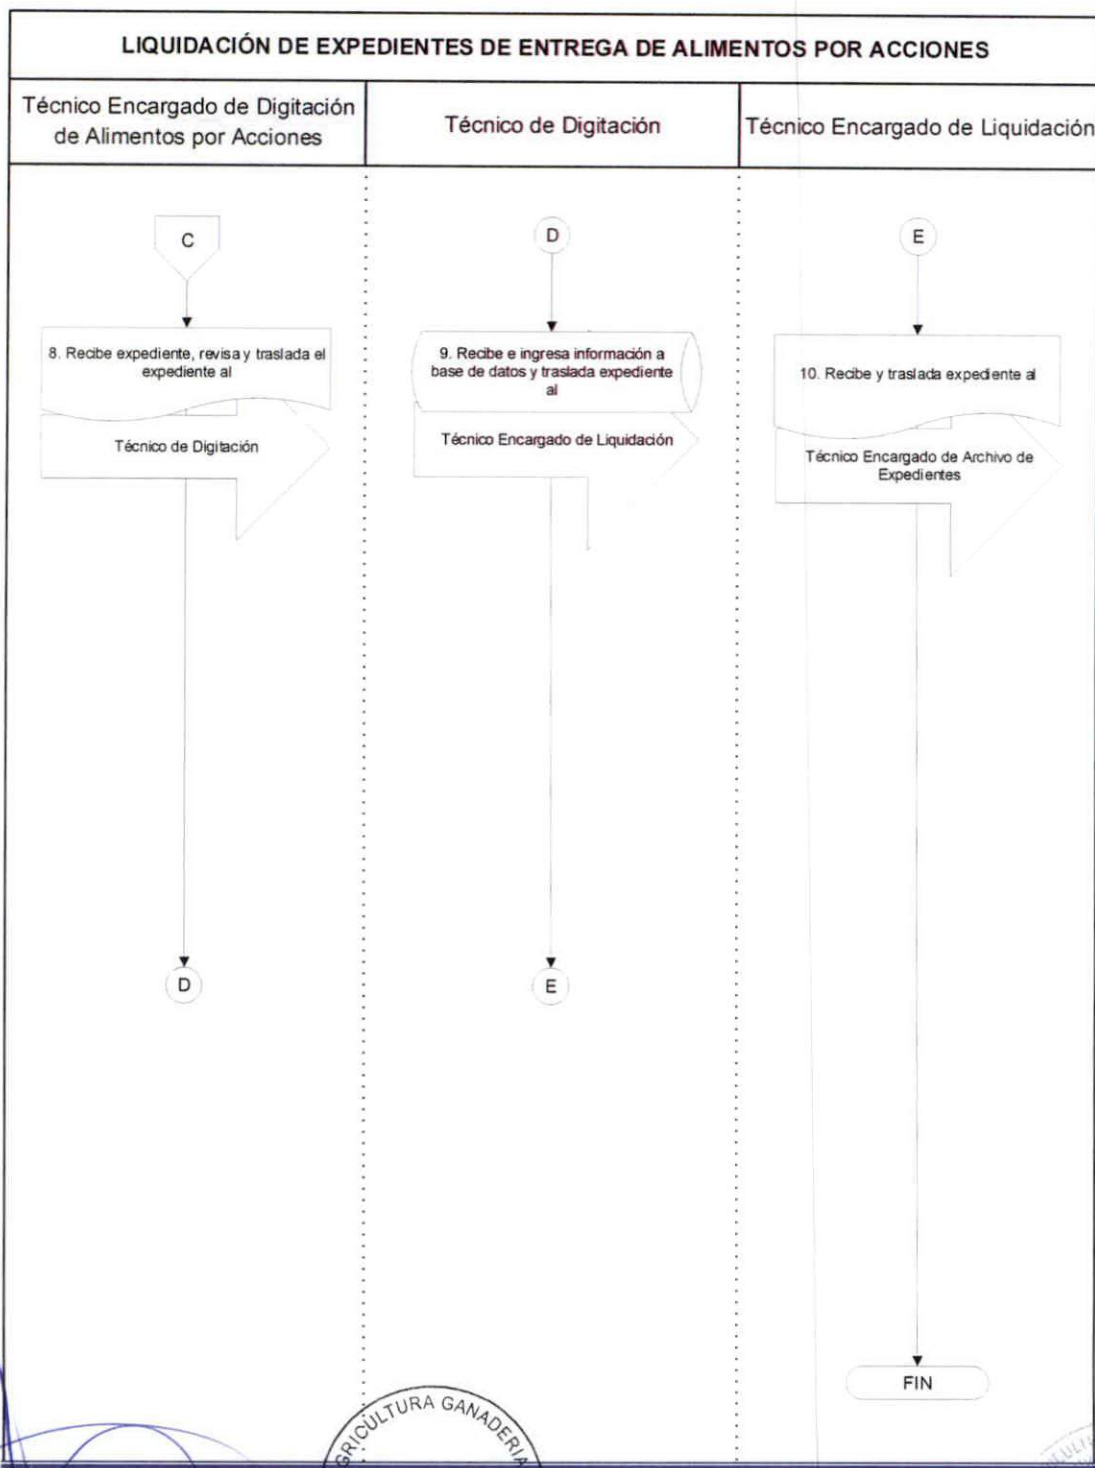 LIQUIDACIÓN DE EXPEDIENTES DE ENTREGA DE ALIMENTOS POR ACCIONES
Técnico Encargado de Digitación
de Alimentos por Acciones
Técnico de Digitación
Técnico Encargado de Liquidación
C
8. Recibe expediente, revisa y traslada el
expediente al
Técnico de Digitación
D
D
9. Recibe e ingresa información a
base de datos y traslada expediente
al
Técnico Encargado de Liquidación
E
E
10. Recibe y traslada expediente al
Técnico Encargado de Archivo de
Expedientes
FIN
GRICULTURA GANADERIA